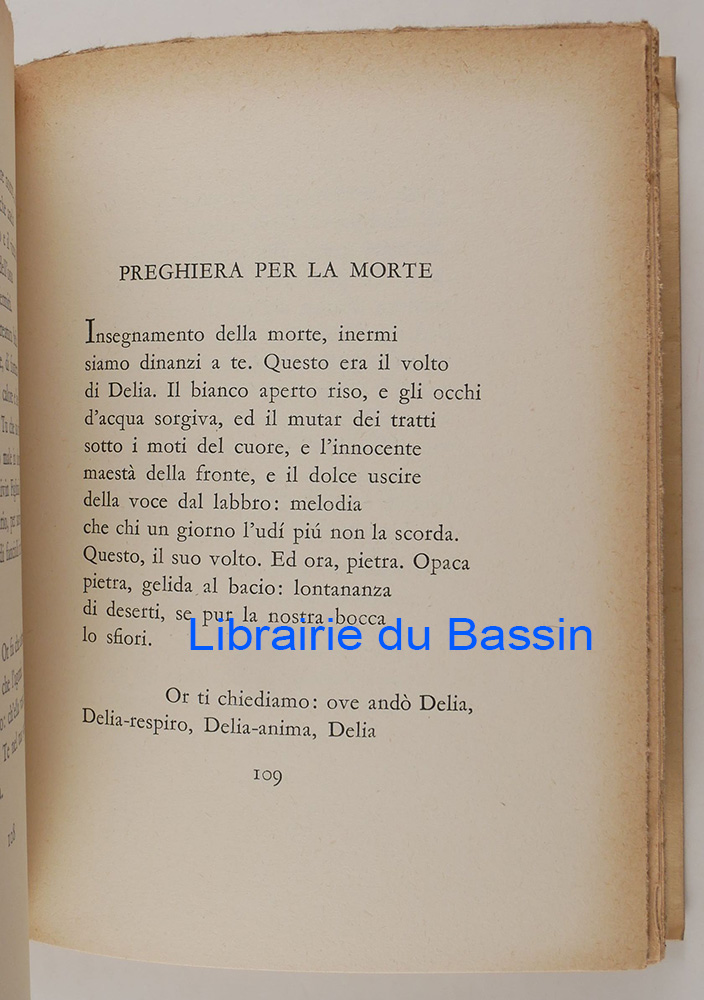 PREGHIERA PER LA MORTE
Insegnamento della morte, inermi
siamo dinanzi a te. Questo era il volto
di Delia. Il bianco aperto riso, e gli occhi
d'acqua sorgiva, ed il mutar dei tratti
sotto i moti del cuore, e l'innocente
maestà della fronte, e il dolce uscire
della voce dal labbro: melodia
che chi un giorno l'udí piú non la scorda.
Questo, il suo volto. Ed ora, pietra. Opaca
pietra, gelida al bacio: lontananza
di deserti, se pur la nostra bocca
lo sfiori.
Librairie du Bassin
Or ti chiediamo: ove andò Delia,
Delia-respiro, Delia-anima, Delia
109
108